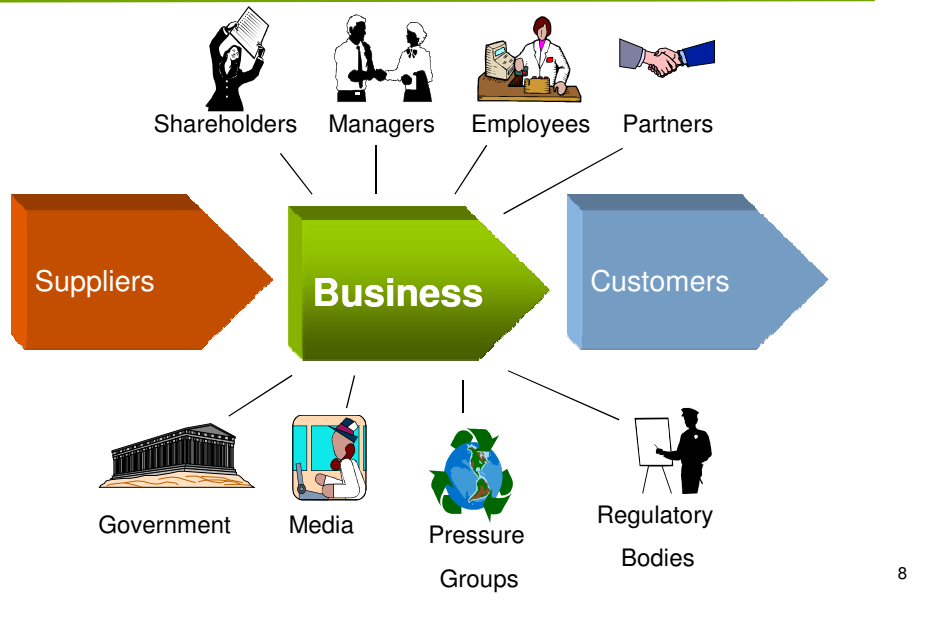 Shareholders Managers Employees Partners
Suppliers Business Customers
Government Media Pressure Groups Regulatory Bodies
8